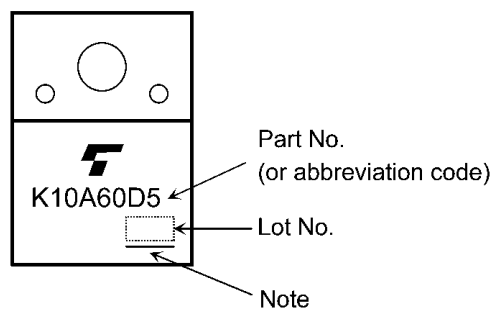 Part No.
(or abbreviation code)
K10A60D5
Lot No.
Note